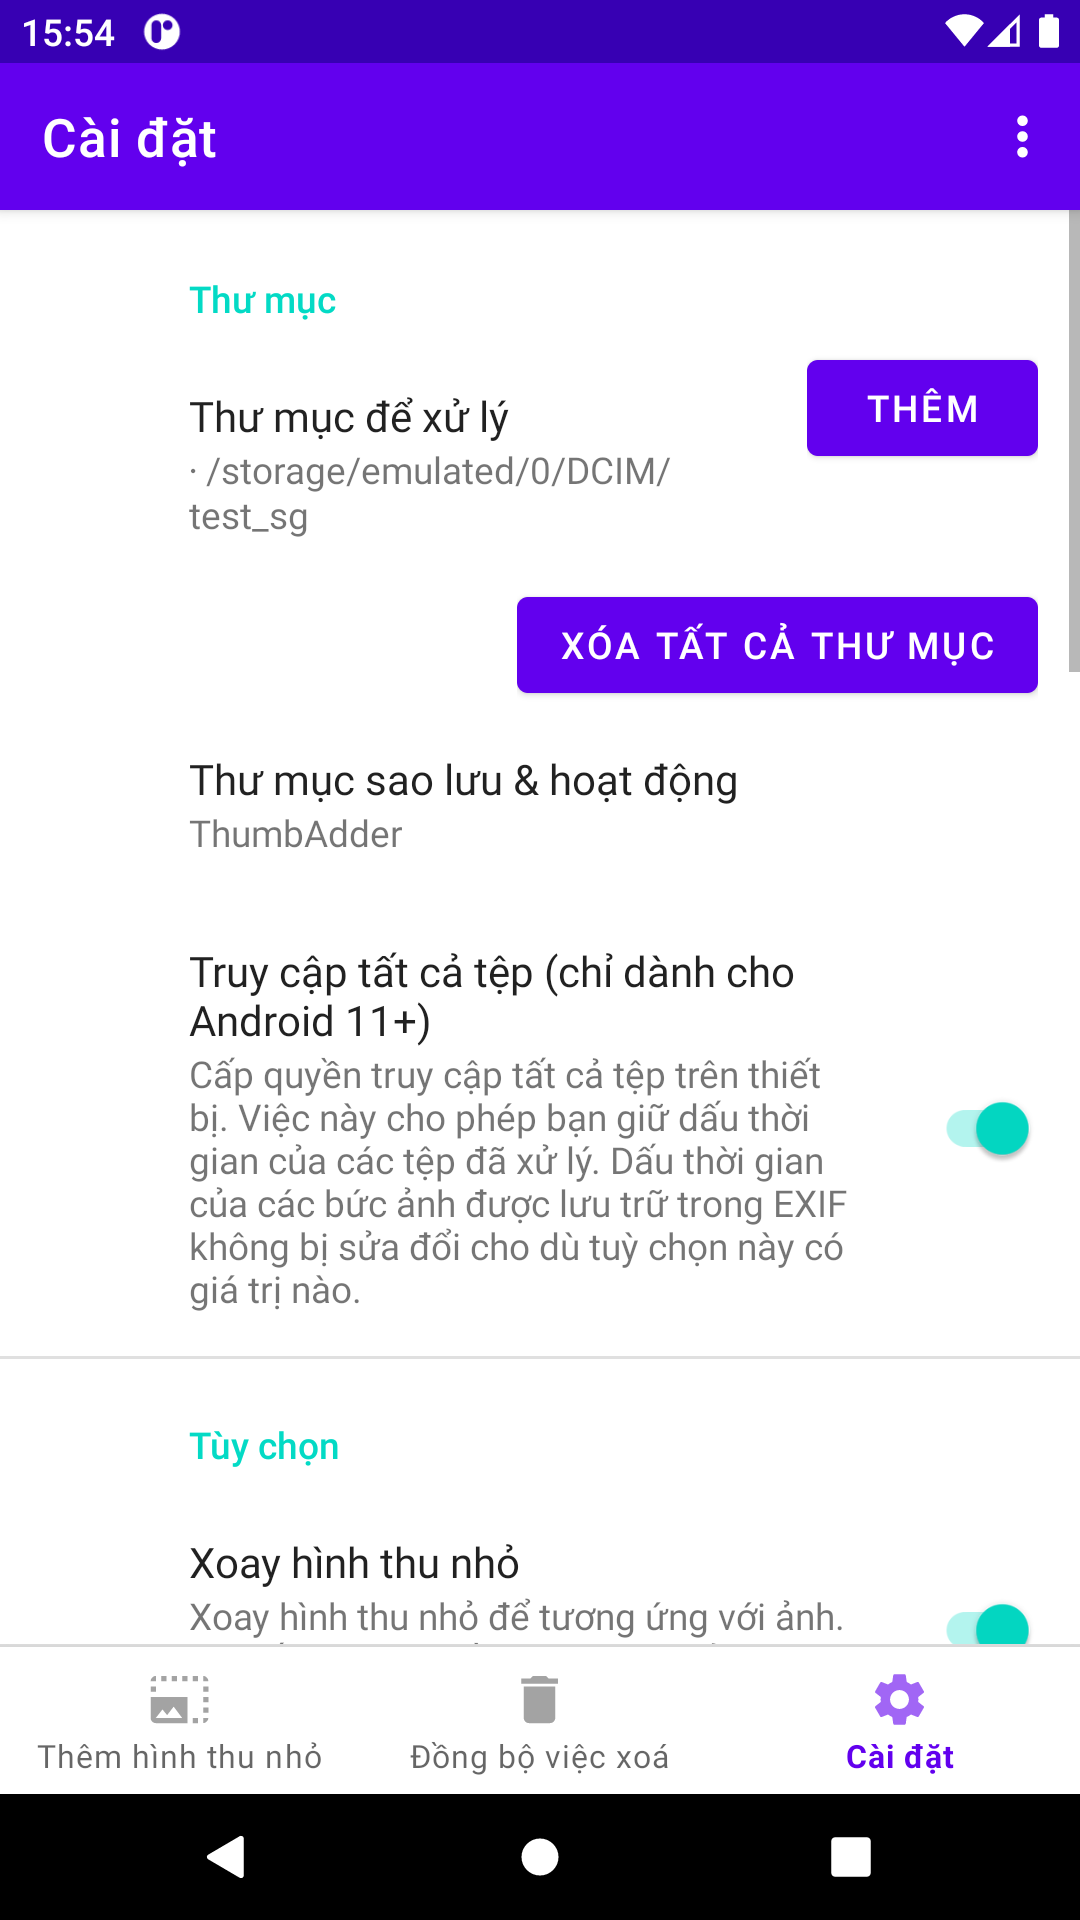 15:54
Cài đặt
Thư mục
Thư mục để xử lý
THÊM
· /storage/emulated/0/DCIM/
test_sg
XÓA TẤT CẢ THƯ MỤC
Thư mục sao lưu & hoạt động
ThumbAdder
Truy cập tất cả tệp (chỉ dành cho
Android 11+)
Cấp quyền truy cập tất cả tệp trên thiết
bị. Việc này cho phép bạn giữ dấu thời
gian của các tệp đã xử lý. Dấu thời gian
của các bức ảnh được lưu trữ trong EXIF
không bị sửa đổi cho dù tuỳ chọn này có
giá trị nào.
Tùy chọn
Xoay hình thu nhỏ
Xoay hình thu nhỏ để tương ứng với ảnh.
Thêm hình thu nhỏ
Đồng bộ việc xoá
Cài đặt